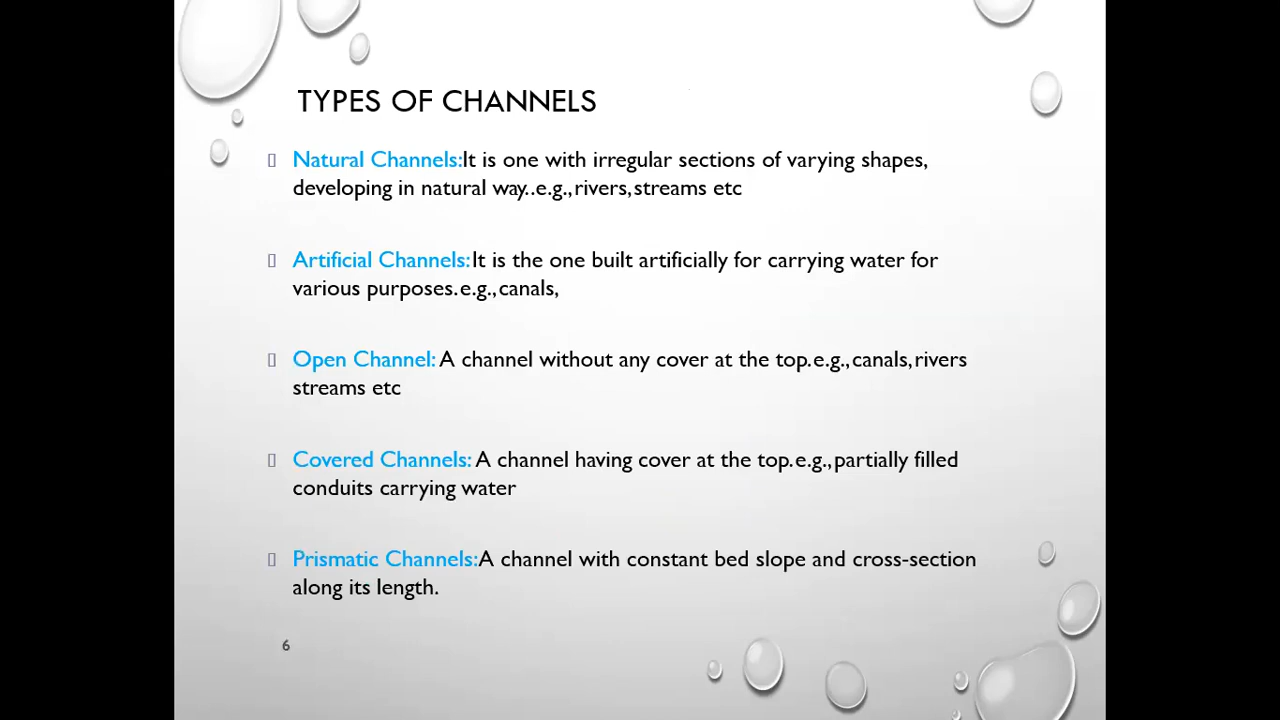 TYPES OF CHANNELS
Natural Channels:It is one with irregular sections of varying shapes,
developing in natural way..e.g.,rivers,streams etc
Artificial Channels:It is the one built artificially for carrying water for
various purposes.e.g.,canals,
Open Channel: A channel without any cover at the top.e.g.,canals,rivers
streams etc
Covered Channels: A channel having cover at the top.e.g.,partially filled
conduits carrying water
Prismatic Channels:A channel with constant bed slope and cross-section
along its length.
6